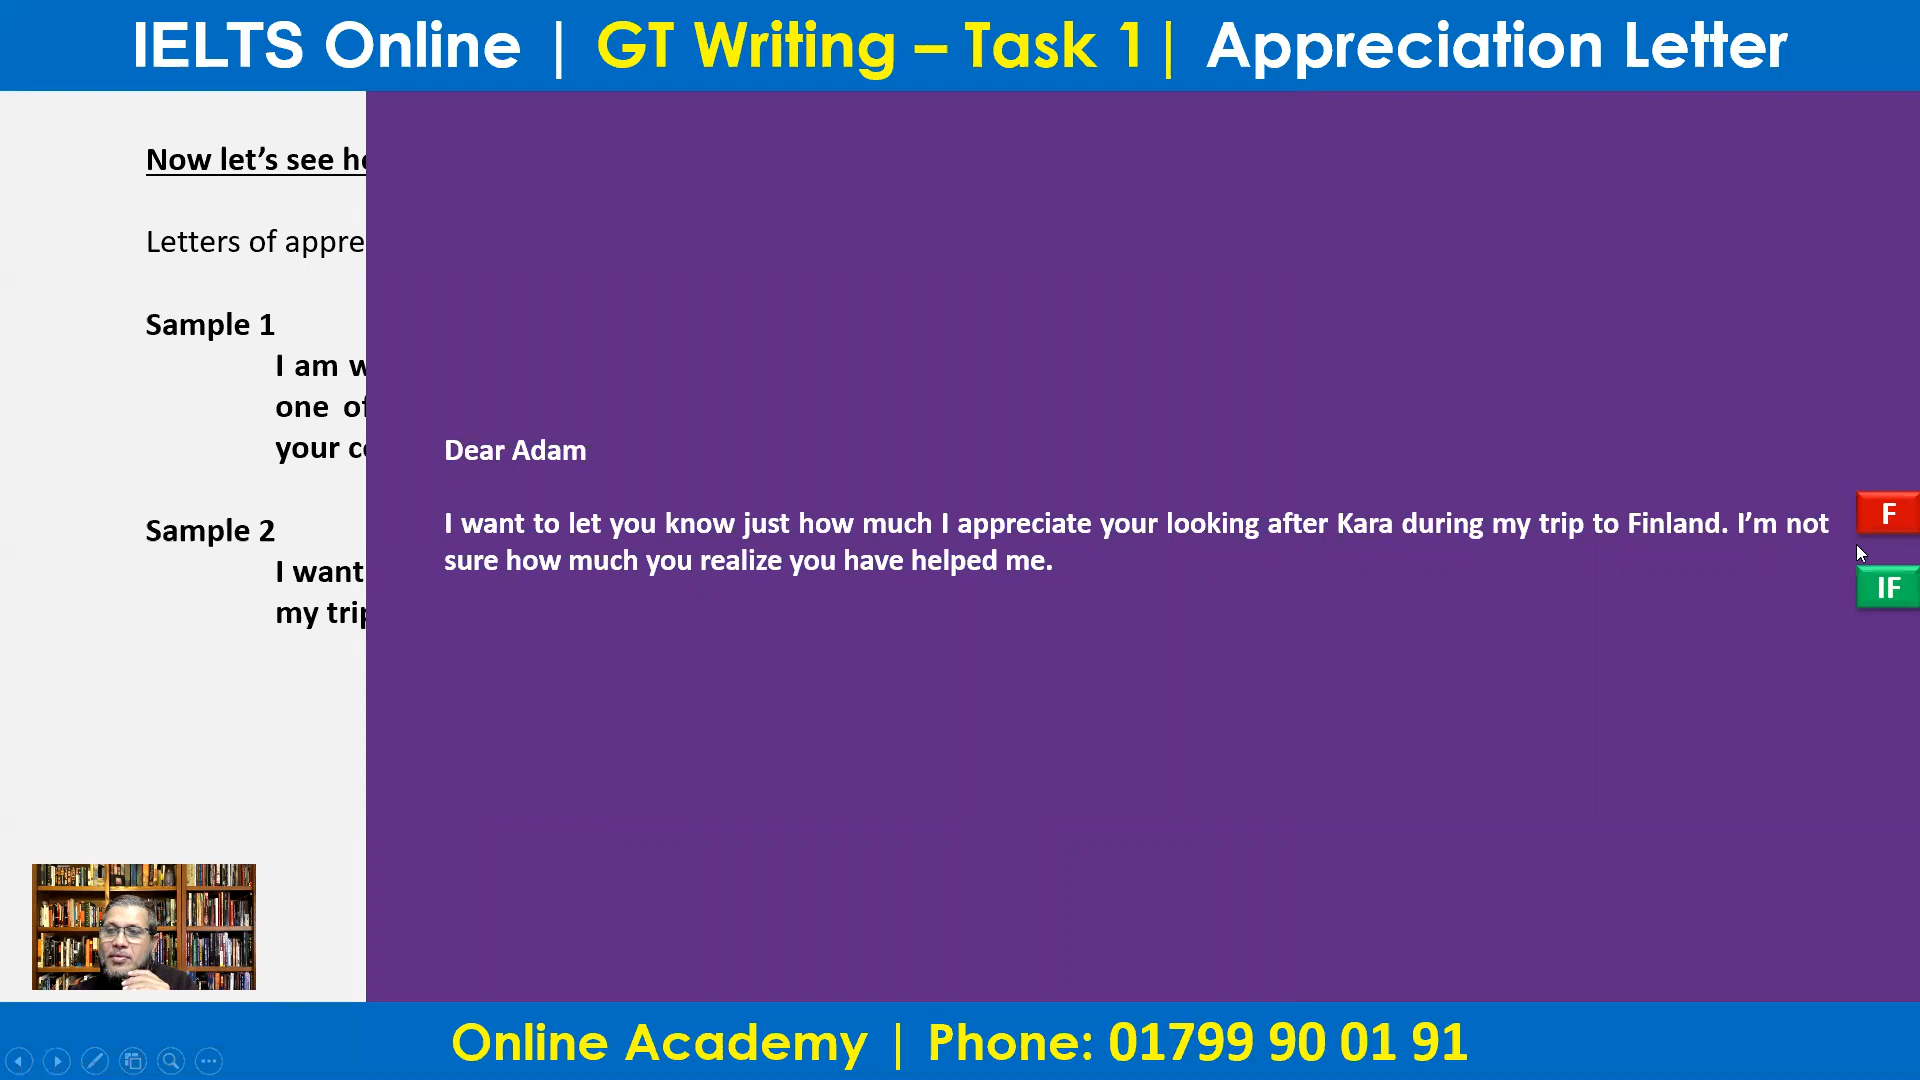 IELTS Online | GT Writing – Task 1| Appreciation Letter
Now let's see
Letters of
Sample 1
I am
one
your
Sample 2
I want
my
Dear Adam
I want to let you know just how much I appreciate your looking after Kara during my trip to Finland. I'm not
sure how much you realize you have helped me.
F
IF
Online Academy | Phone: 01799 90 01 91